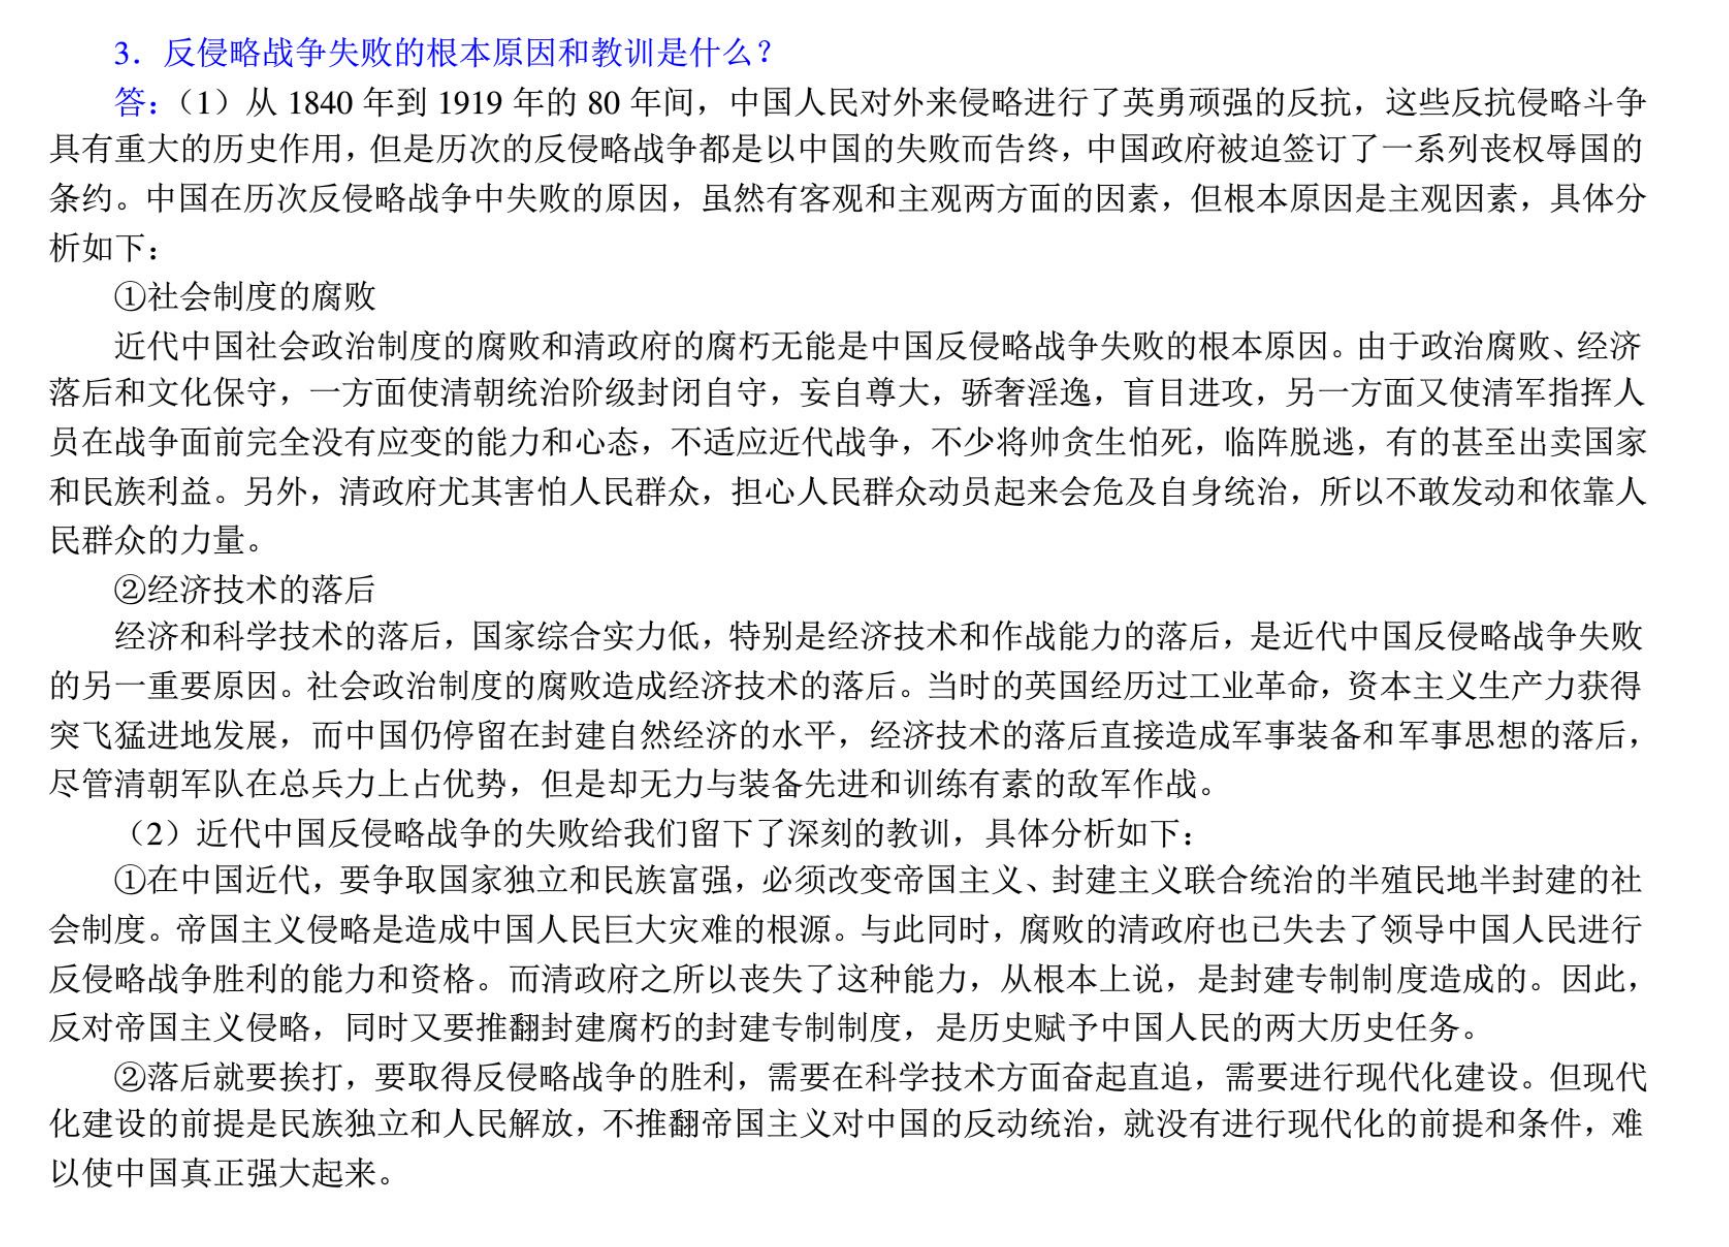 3．反侵略战争失败的根本原因和教训是什么？
答：（1）从 1840 年到 1919 年的 80 年间，中国人民对外来侵略进行了英勇顽强的反抗，这些反抗侵略斗争
具有重大的历史作用，但是历次的反侵略战争都是以中国的失败而告终，中国政府被迫签订了一系列丧权辱国的
条约。中国在历次反侵略战争中失败的原因，虽然有客观和主观两方面的因素，但根本原因是主观因素，具体分
析如下：
①社会制度的腐败
近代中国社会政治制度的腐败和清政府的腐朽无能是中国反侵略战争失败的根本原因。由于政治腐败、经济
落后和文化保守，一方面使清朝统治阶级封闭自守，妄自尊大，骄奢淫逸，盲目进攻，另一方面又使清军指挥人
员在战争面前完全没有应变的能力和心态，不适应近代战争，不少将帅贪生怕死，临阵脱逃，有的甚至出卖国家
和民族利益。另外，清政府尤其害怕人民群众，担心人民群众动员起来会危及自身统治，所以不敢发动和依靠人
民群众的力量。
②经济技术的落后
经济和科学技术的落后，国家综合实力低，特别是经济技术和作战能力的落后，是近代中国反侵略战争失败
的另一重要原因。社会政治制度的腐败造成经济技术的落后。当时的英国经历过工业革命，资本主义生产力获得
突飞猛进地发展，而中国仍停留在封建自然经济的水平，经济技术的落后直接造成军事装备和军事思想的落后，
尽管清朝军队在总兵力上占优势，但是却无力与装备先进和训练有素的敌军作战。
（2）近代中国反侵略战争的失败给我们留下了深刻的教训，具体分析如下：
①在中国近代，要争取国家独立和民族富强，必须改变帝国主义、封建主义联合统治的半殖民地半封建的社
会制度。帝国主义侵略是造成中国人民巨大灾难的根源。与此同时，腐败的清政府也已失去了领导中国人民进行
反侵略战争胜利的能力和资格。而清政府之所以丧失了这种能力，从根本上说，是封建专制制度造成的。因此，
反对帝国主义侵略，同时又要推翻封建腐朽的封建专制制度，是历史赋予中国人民的两大历史任务。
②落后就要挨打，要取得反侵略战争的胜利，需要在科学技术方面奋起直追，需要进行现代化建设。但现代
化建设的前提是民族独立和人民解放，不推翻帝国主义对中国的反动统治，就没有进行现代化的前提和条件，难
以使中国真正强大起来。